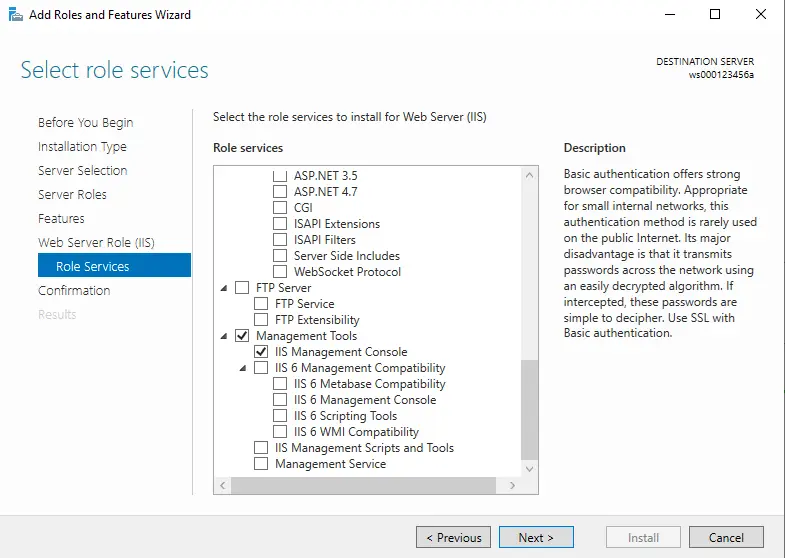 Add Roles and Features Wizard
Select role services
DESTINATION SERVER
ws000123456a
Before You Begin
Installation Type
Server Selection
Server Roles
Features
Web Server Role (IIS)
Role Services
Confirmation
Results
Select the role services to install for Web Server (IIS)
Role services
ASP.NET 3.5
ASP.NET 4.7
CGI
ISAPI Extensions
ISAPI Filters
Server Side Includes
WebSocket Protocol
FTP Server
FTP Service
FTP Extensibility
Management Tools
IIS Management Console
IIS 6 Management Compatibility
IIS 6 Metabase Compatibility
IIS 6 Management Console
IIS 6 Scripting Tools
IIS 6 WMI Compatibility
IIS Management Scripts and Tools
Management Service
Description
Basic authentication offers strong
browser compatibility. Appropriate
for small internal networks, this
authentication method is rarely used
on the public Internet. Its major
disadvantage is that it transmits
passwords across the network using
an easily decrypted algorithm. If
intercepted, these passwords are
simple to decipher. Use SSL with
Basic authentication.
< Previous
Next >
Install
Cancel